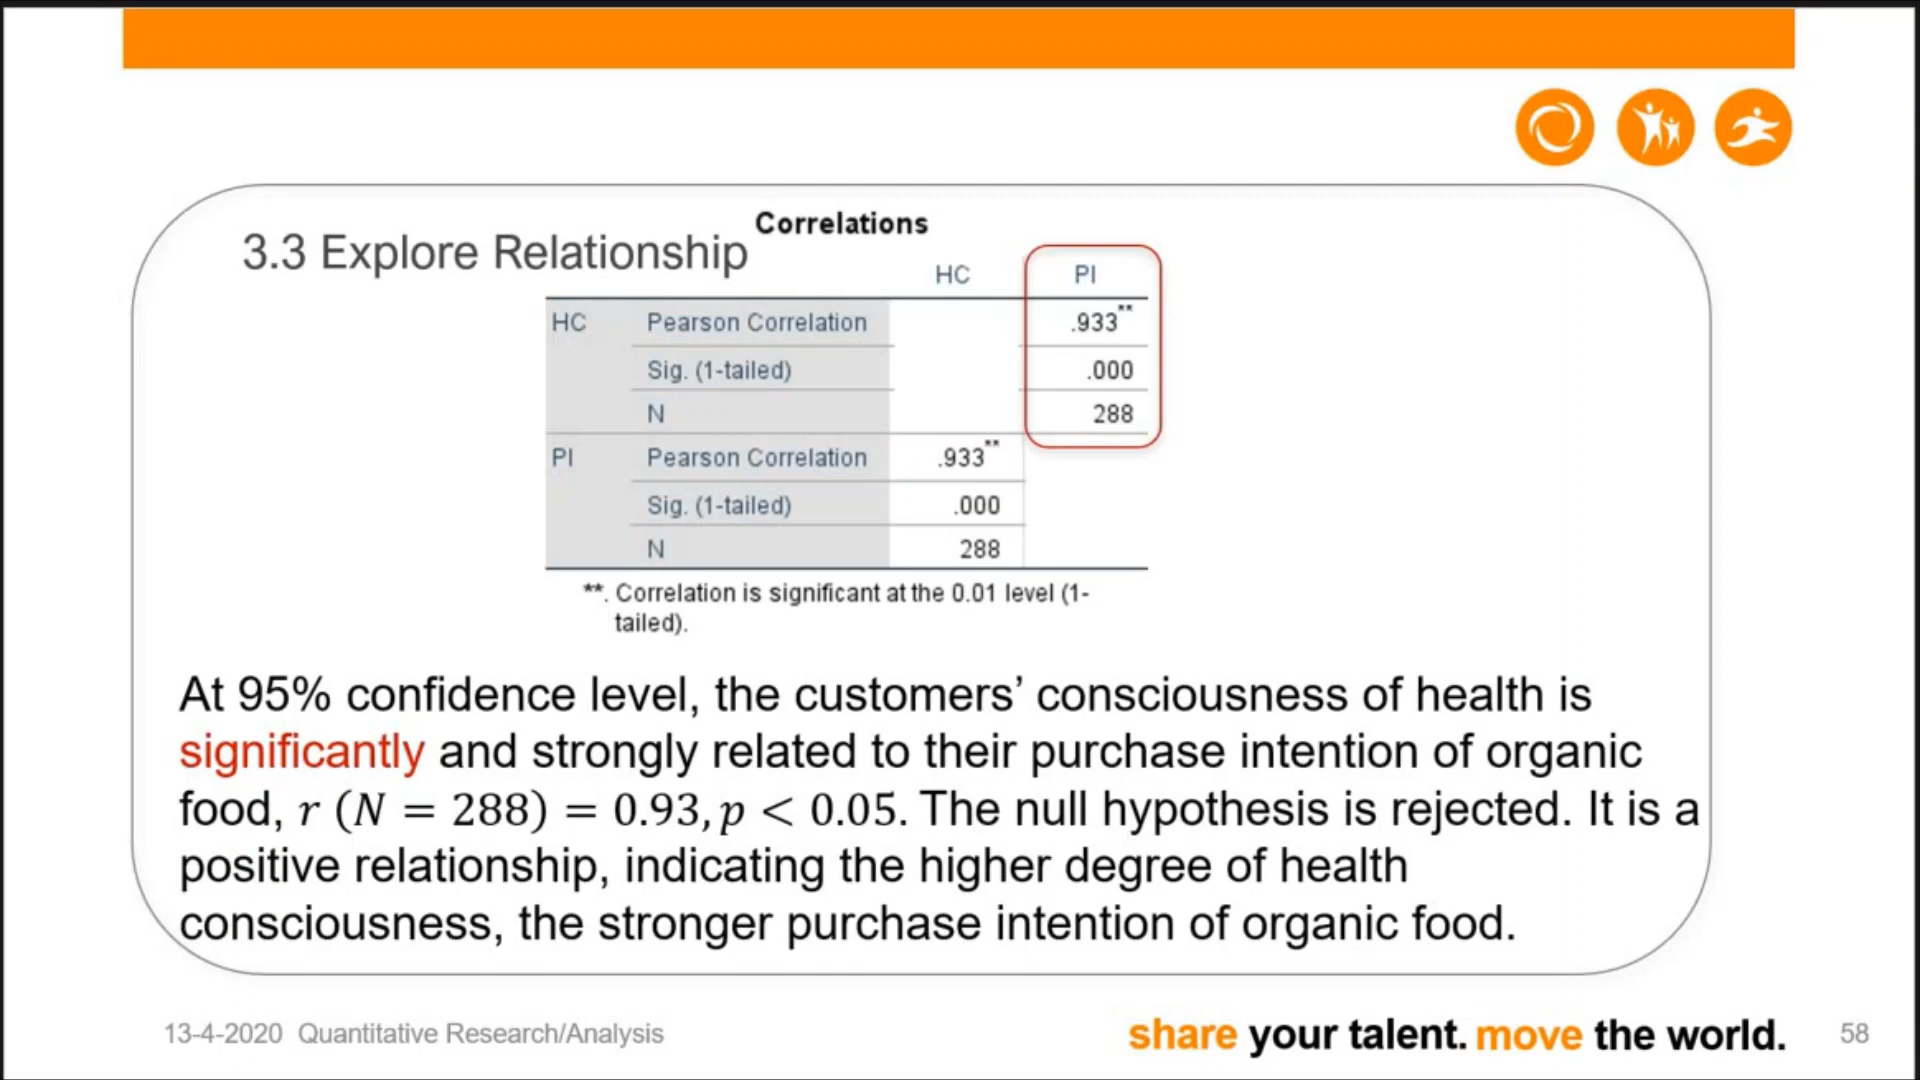 3.3 Explore Relationship
Correlations
HC PI
HC Pearson Correlation .933**
Sig. (1-tailed) .000
N 288
PI Pearson Correlation .933**
Sig. (1-tailed) .000
N 288
**. Correlation is significant at the 0.01 level (1-
tailed).
At 95% confidence level, the customers’ consciousness of health is
significantly and strongly related to their purchase intention of organic
food, r (N = 288) = 0.93, p < 0.05. The null hypothesis is rejected. It is a
positive relationship, indicating the higher degree of health
consciousness, the stronger purchase intention of organic food.
13-4-2020 Quantitative Research/Analysis
share your talent. move the world.
58